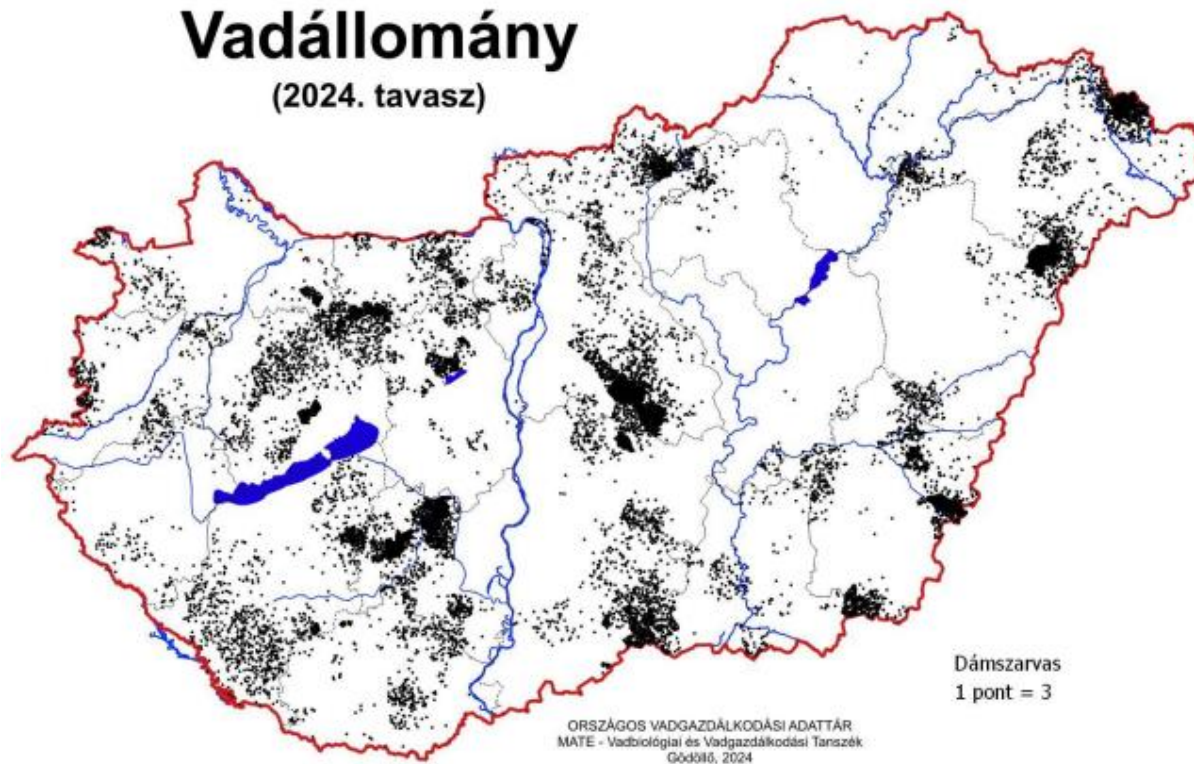 Vadállomány
(2024. tavasz)
Dámszarvas
1 pont = 3
ORSZÁGOS VADGAZDÁLKODÁSI ADATTÁR
MATE - Vadbiológiai és Vadgazdálkodási Tanszék
Gödöllő, 2024